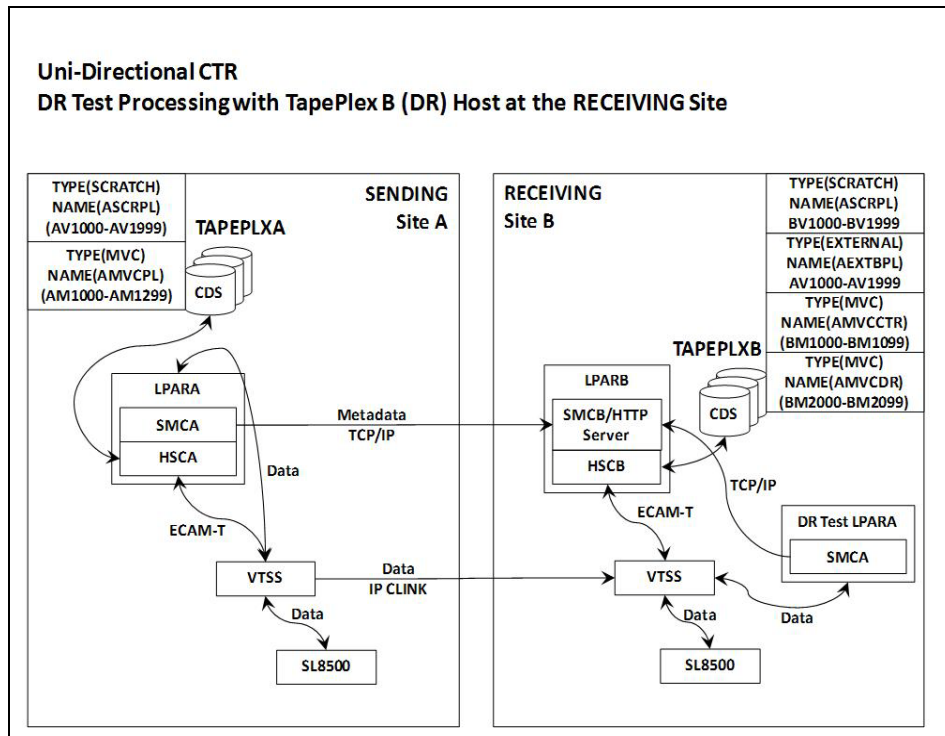 Uni-Directional CTR
DR Test Processing with TapePlex B (DR) Host at the RECEIVING Site
TYPE(SCRATCH)
NAME(ASCRPL)
(AV1000-AV1999)
TYPE(MVC)
NAME(AMVCPL)
(AM1000-AM1299)
SENDING
Site A
TAPEPLXA
CDS
LPARA
SMCA
HSCA
Metadata
TCP/IP
Data
ECAM-T
VTSS
Data
IP CLINK
Data
SL8500
RECEIVING
Site B
TYPE(SCRATCH)
NAME(ASCRPL)
BV1000-BV1999
TYPE(EXTERNAL)
NAME(AEXTBPL)
AV1000-AV1999
TYPE(MVC)
NAME(AMVCCTR)
(BM1000-BM1099)
TYPE(MVC)
NAME(AMVCDR)
(BM2000-BM2099)
TAPEPLXB
CDS
LPARB
SMCB/HTTP
Server
HSCB
TCP/IP
ECAM-T
DR Test LPARA
SMCA
VTSS
Data
Data
SL8500